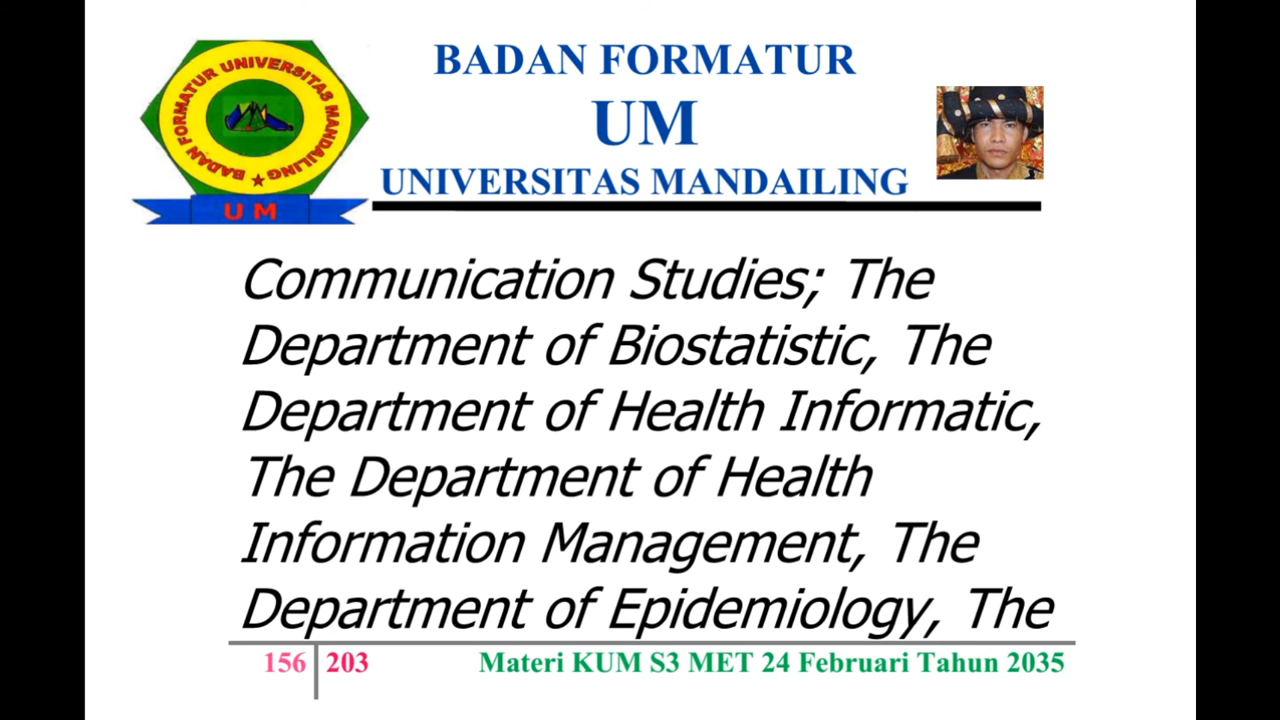 BADAN FORMATUR UNIVERSITAS MANDAILING
U M
BADAN FORMATUR
UM
UNIVERSITAS MANDAILING
Communication Studies; The
Department of Biostatistic, The
Department of Health Informatic,
The Department of Health
Information Management, The
Department of Epidemiology, The
156 203 Materi KUM S3 MET 24 Februari Tahun 2035